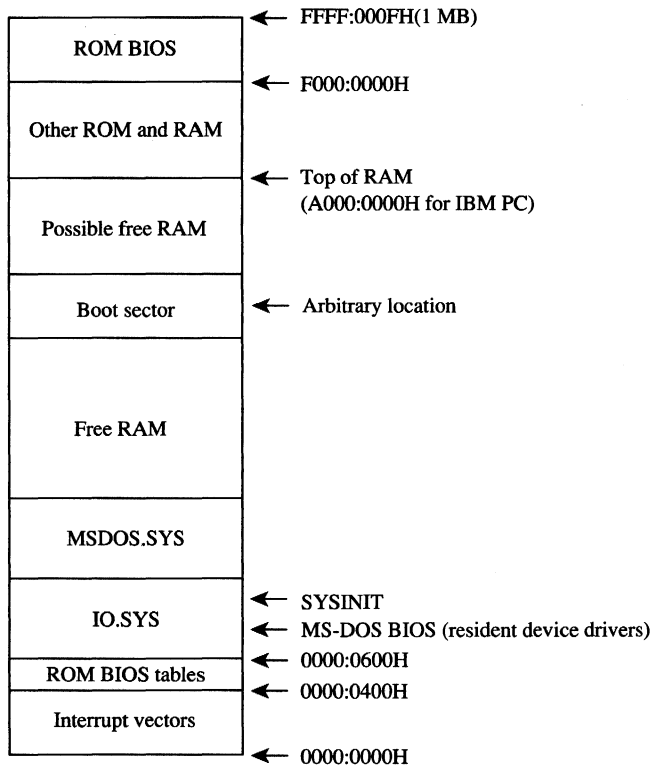 FFFF:000FH(1 MB)
ROM BIOS
F000:0000H
Other ROM and RAM
Top of RAM
(A000:0000H for IBM PC)
Possible free RAM
Boot sector
Arbitrary location
Free RAM
MSDOS.SYS
SYSINIT
IO.SYS
MS-DOS BIOS (resident device drivers)
0000:0600H
ROM BIOS tables
0000:0400H
Interrupt vectors
0000:0000H